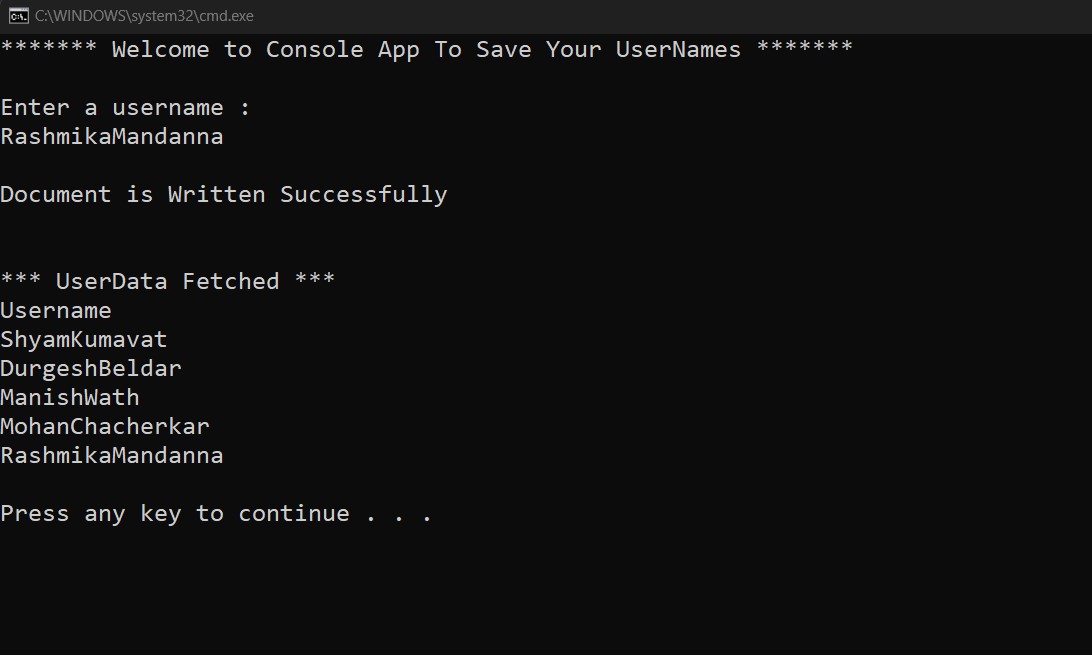 C:\WINDOWS\system32\cmd.exe
******* Welcome to Console App To Save Your UserNames *******
Enter a username :
RashmikaMandanna
Document is Written Successfully
*** UserData Fetched ***
Username
ShyamKumavat
DurgeshBeldar
ManishWath
MohanChacherkar
RashmikaMandanna
Press any key to continue . . .